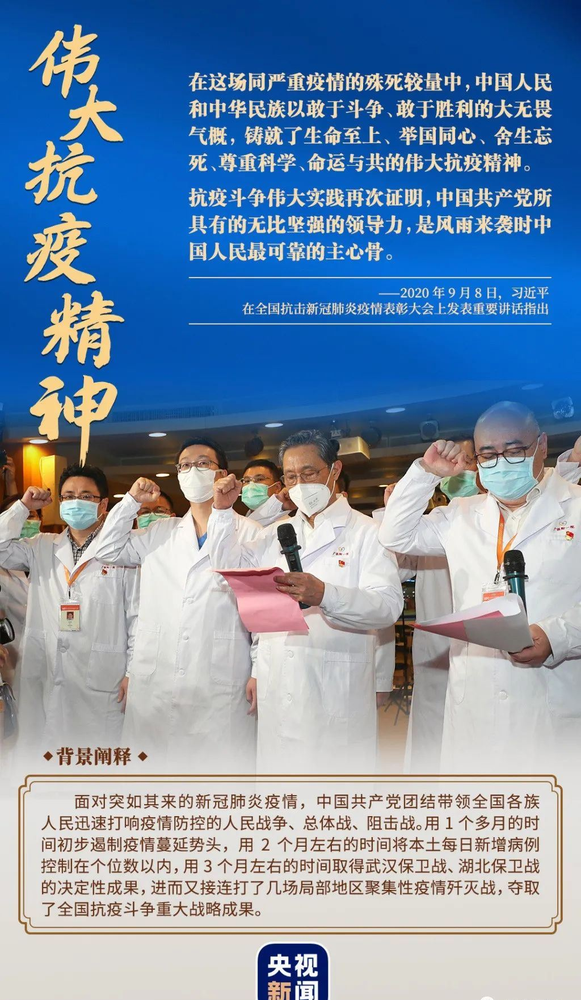 伟大抗疫精神
在这场同严重疫情的殊死较量中，中国人民
和中华民族以敢于斗争、敢于胜利的大无畏
气概，铸就了生命至上、举国同心、舍生忘
死、尊重科学、命运与共的伟大抗疫精神。
抗疫斗争伟大实践再次证明，中国共产党所
具有的无比坚强的领导力，是风雨来袭时中
国人民最可靠的主心骨。
——2020 年 9 月 8 日，习近平
在全国抗击新冠肺炎疫情表彰大会上发表重要讲话指出
背景阐释
面对突如其来的新冠肺炎疫情，中国共产党团结带领全国各族
人民迅速打响疫情防控的人民战争、总体战、阻击战。用 1 个多月的时
间初步遏制疫情蔓延势头，用 2 个月左右的时间将本土每日新增病例
控制在个位数以内，用 3 个月左右的时间取得武汉保卫战、湖北保卫战
的决定性成果，进而又接连打了几场局部地区聚集性疫情歼灭战，夺取
了全国抗疫斗争重大战略成果。
央视
新闻